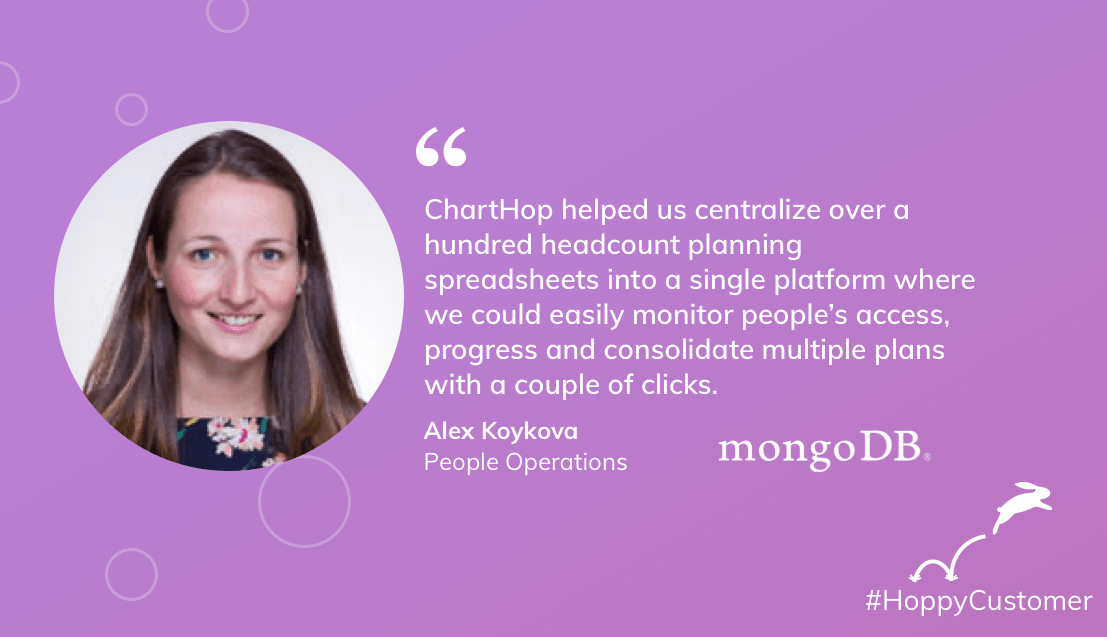 “
ChartHop helped us centralize over a
hundred headcount planning
spreadsheets into a single platform where
we could easily monitor people’s access,
progress and consolidate multiple plans
with a couple of clicks.
Alex Koykova
People Operations
mongoDB®
#HoppyCustomer